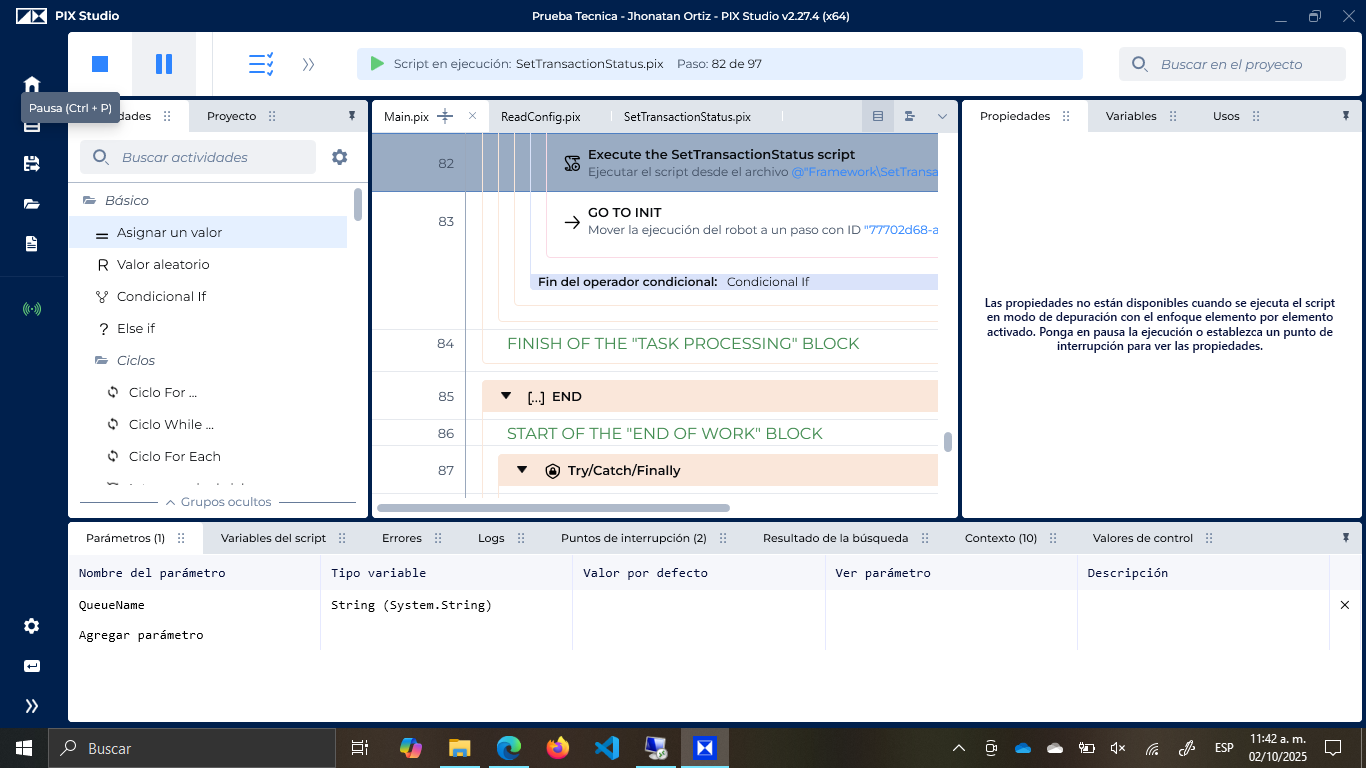 PIX Studio
Prueba Tecnica - Jhonatan Ortiz - PIX Studio v2.27.4 (x64)
Script en ejecución: SetTransactionStatus.pix Paso: 82 de 97
Buscar en el proyecto
Pausa (Ctrl + P)
dades
Proyecto
Main.pix
ReadConfig.pix
SetTransactionStatus.pix
Propiedades
Variables
Usos
Buscar actividades
Básico
Asignar un valor
Valor aleatorio
Condicional If
Else if
Ciclos
Ciclo For ...
Ciclo While ...
Ciclo For Each
Grupos ocultos
82
Execute the SetTransactionStatus script
Ejecutar el script desde el archivo @"Framework\SetTransa
83
GO TO INIT
Mover la ejecución del robot a un paso con ID "77702d68-a
Fin del operador condicional: Condicional If
84
FINISH OF THE "TASK PROCESSING" BLOCK
85
[...] END
86
START OF THE "END OF WORK" BLOCK
87
Try/Catch/Finally
Las propiedades no están disponibles cuando se ejecuta el script
en modo de depuración con el enfoque elemento por elemento
activado. Ponga en pausa la ejecución o establezca un punto de
interrupción para ver las propiedades.
Parámetros (1)
Variables del script
Errores
Logs
Puntos de interrupción (2)
Resultado de la búsqueda
Contexto (10)
Valores de control
Nombre del parámetro
Tipo variable
Valor por defecto
Ver parámetro
Descripción
QueueName
String (System.String)
Agregar parámetro
Buscar
ESP
11:42 a. m.
02/10/2025